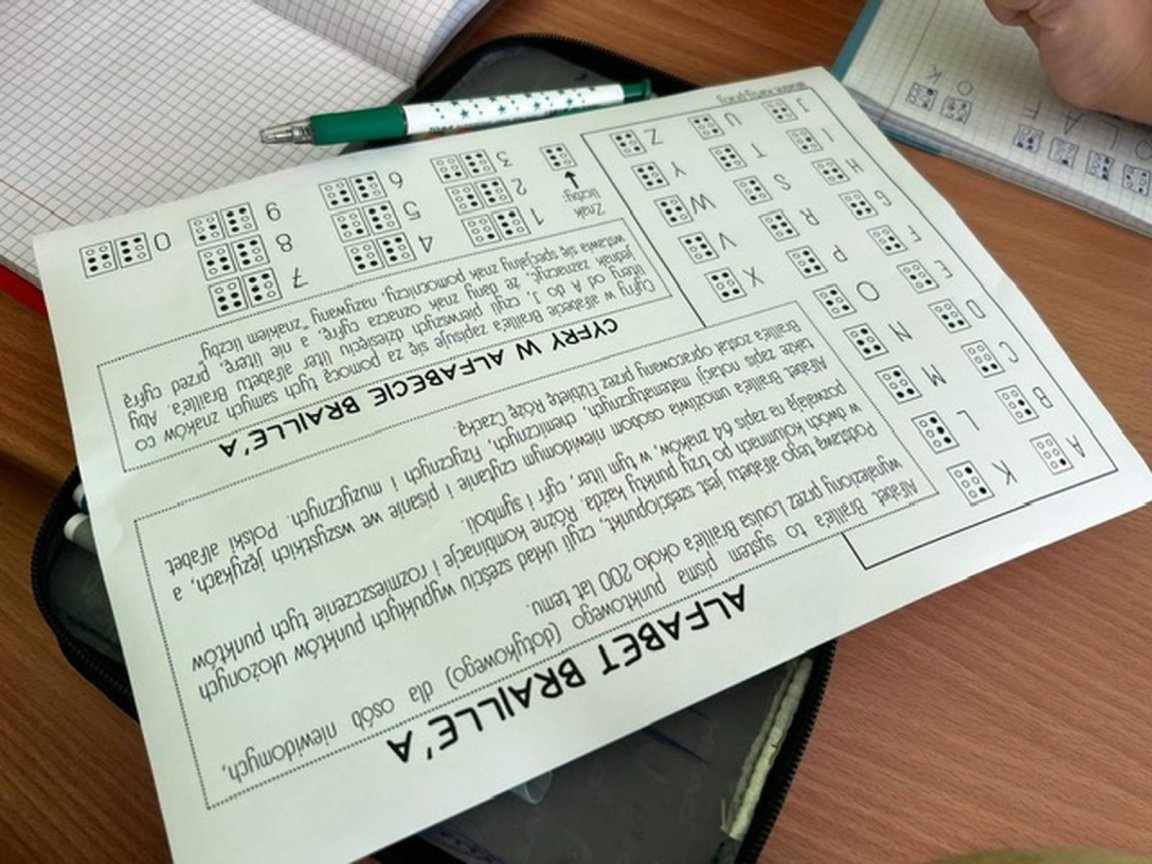 ALFABET BRAILLE'A
Alfabet Braille'a to system pisma punktowego (dotykowego) dla osób niewidomych,
wynaleziony przez Louisa Braille'a około 200 lat temu.
Podstawą tego alfabetu jest sześciopunkt, czyli układ sześciu wypukłych punktów ułożonych
w dwóch kolumnach po trzy punkty każda. Różne kombinacje i rozmieszczenie tych punktów
pozwalają na zapis 64 znaków, w tym liter, cyfr i symboli.
Alfabet Braille'a umożliwia osobom niewidomym czytanie i pisanie we wszystkich językach, a
także zapis notacji matematycznych, chemicznych, fizycznych i muzycznych. Polski alfabet
Braille'a został opracowany przez Elżbietę Różę Czacką.
CYFRY W ALFABECIE BRAILLE'A
Cyfry w alfabecie Braille'a zapisuje się za pomocą tych samych znaków co
litery od A do J, czyli pierwszych dziesięciu liter alfabetu Braille'a. Aby
jednak zaznaczyć, że dany znak oznacza cyfrę, a nie literę, przed cyfrą
wstawia się specjalny znak pomocniczy, nazywany "znakiem liczby".
Znak
liczby
1 2 3
4 5 6
7 8 9
0
A B C D E F G H I J
K L M N O P R S T U
X V W Y Z
K O
L A T
O